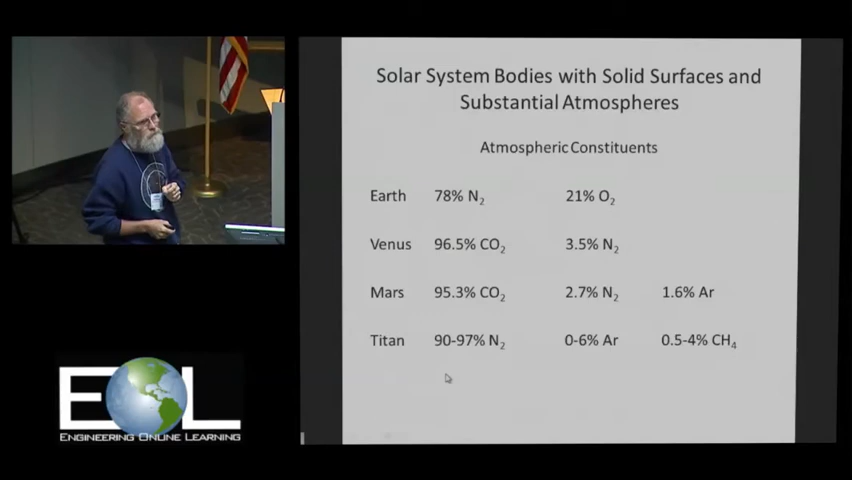 Solar System Bodies with Solid Surfaces and
Substantial Atmospheres
Atmospheric Constituents
Earth 78% N₂ 21% O₂
Venus 96.5% CO₂ 3.5% N₂
Mars 95.3% CO₂ 2.7% N₂ 1.6% Ar
Titan 90-97% N₂ 0-6% Ar 0.5-4% CH₄
EOL
ENGINEERING ONLINE LEARNING